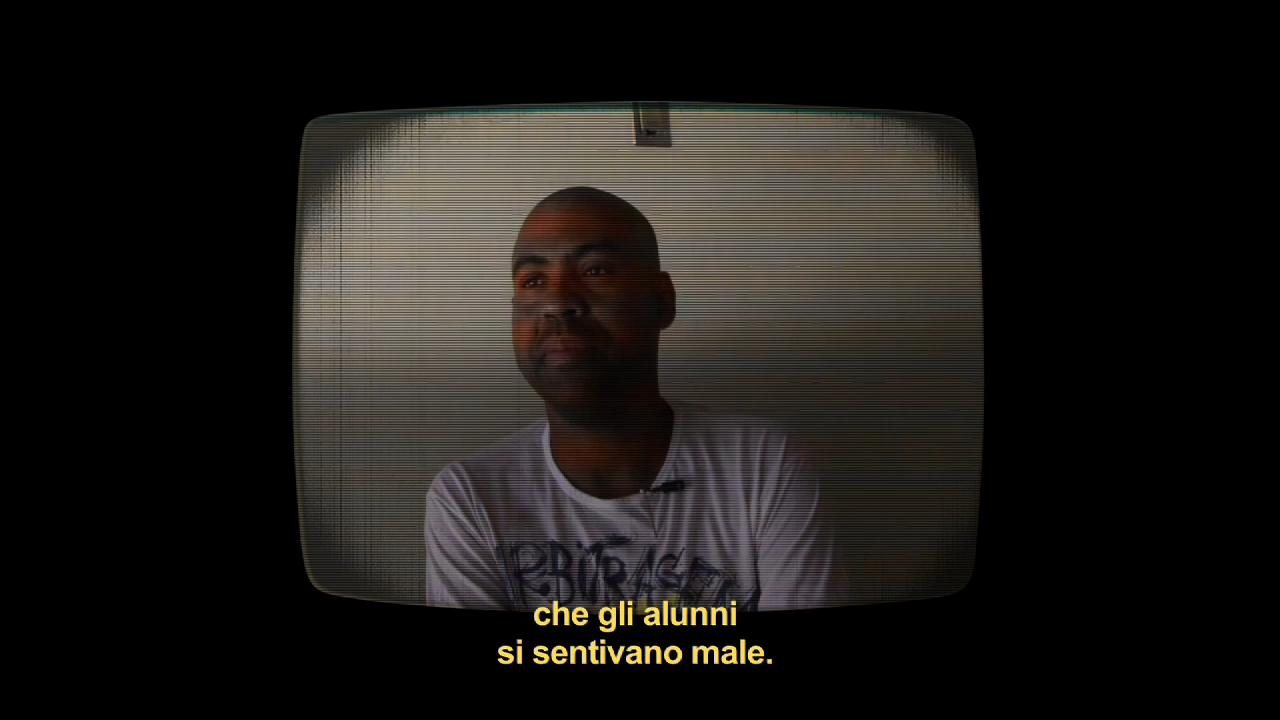 che gli alunni
si sentivano male.